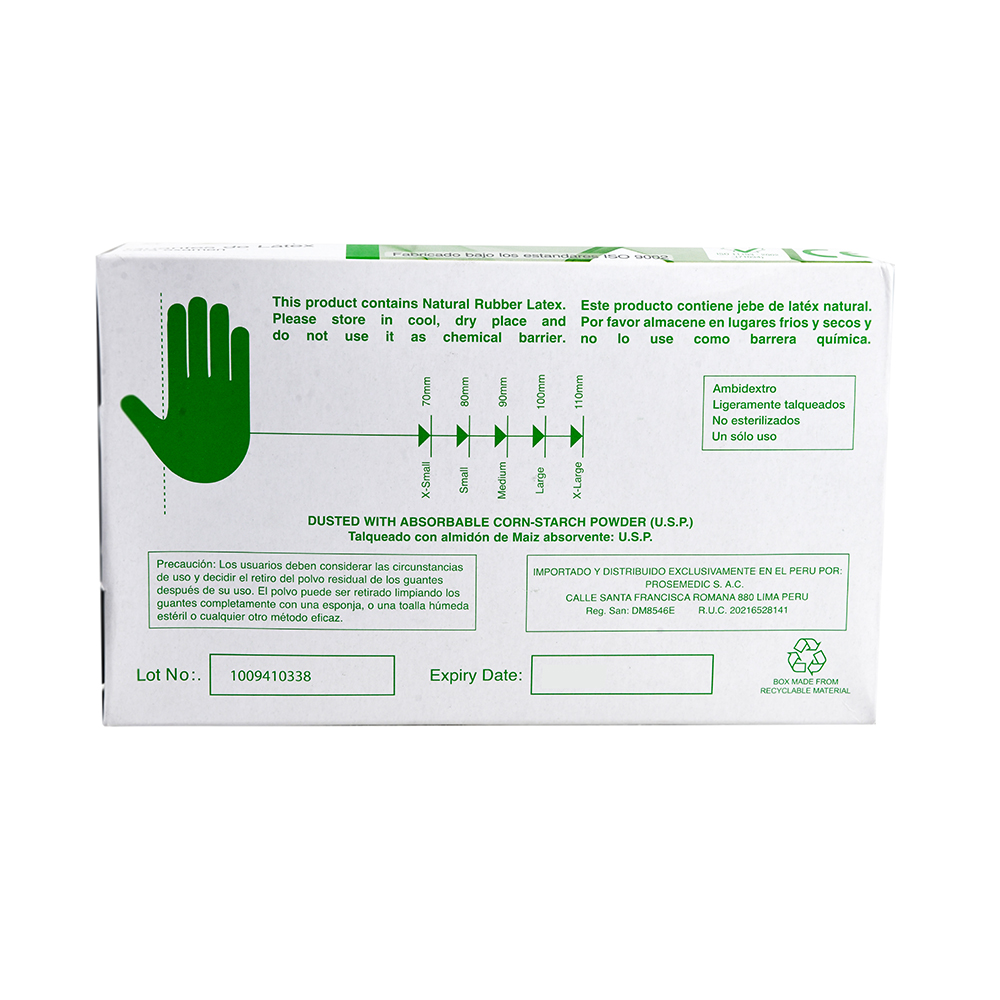 de Latéx
Fabricado bajo los estandares ISO 9002
This product contains Natural Rubber Latex.
Please store in cool, dry place and
do not use it as chemical barrier.
Este producto contiene jebe de latéx natural.
Por favor almacene en lugares frios y secos y
no lo use como barrera química.
70mm
80mm
90mm
100mm
110mm
X-Small
Small
Medium
Large
X-Large
Ambidextro
Ligeramente talqueados
No esterilizados
Un sólo uso
DUSTED WITH ABSORBABLE CORN-STARCH POWDER (U.S.P.)
Talqueado con almidón de Maiz absorvente: U.S.P.
Precaución: Los usuarios deben considerar las circunstancias
de uso y decidir el retiro del polvo residual de los guantes
después de su uso. El polvo puede ser retirado limpiando los
guantes completamente con una esponja, o una toalla húmeda
estéril o cualquier otro método eficaz.
IMPORTADO Y DISTRIBUIDO EXCLUSIVAMENTE EN EL PERU POR:
PROSEMEDIC S. A.C.
CALLE SANTA FRANCISCA ROMANA 880 LIMA PERU
Reg. San: DM8546E R.U.C. 20216528141
Lot No:. 1009410338
Expiry Date:
BOX MADE FROM
RECYCLABLE MATERIAL